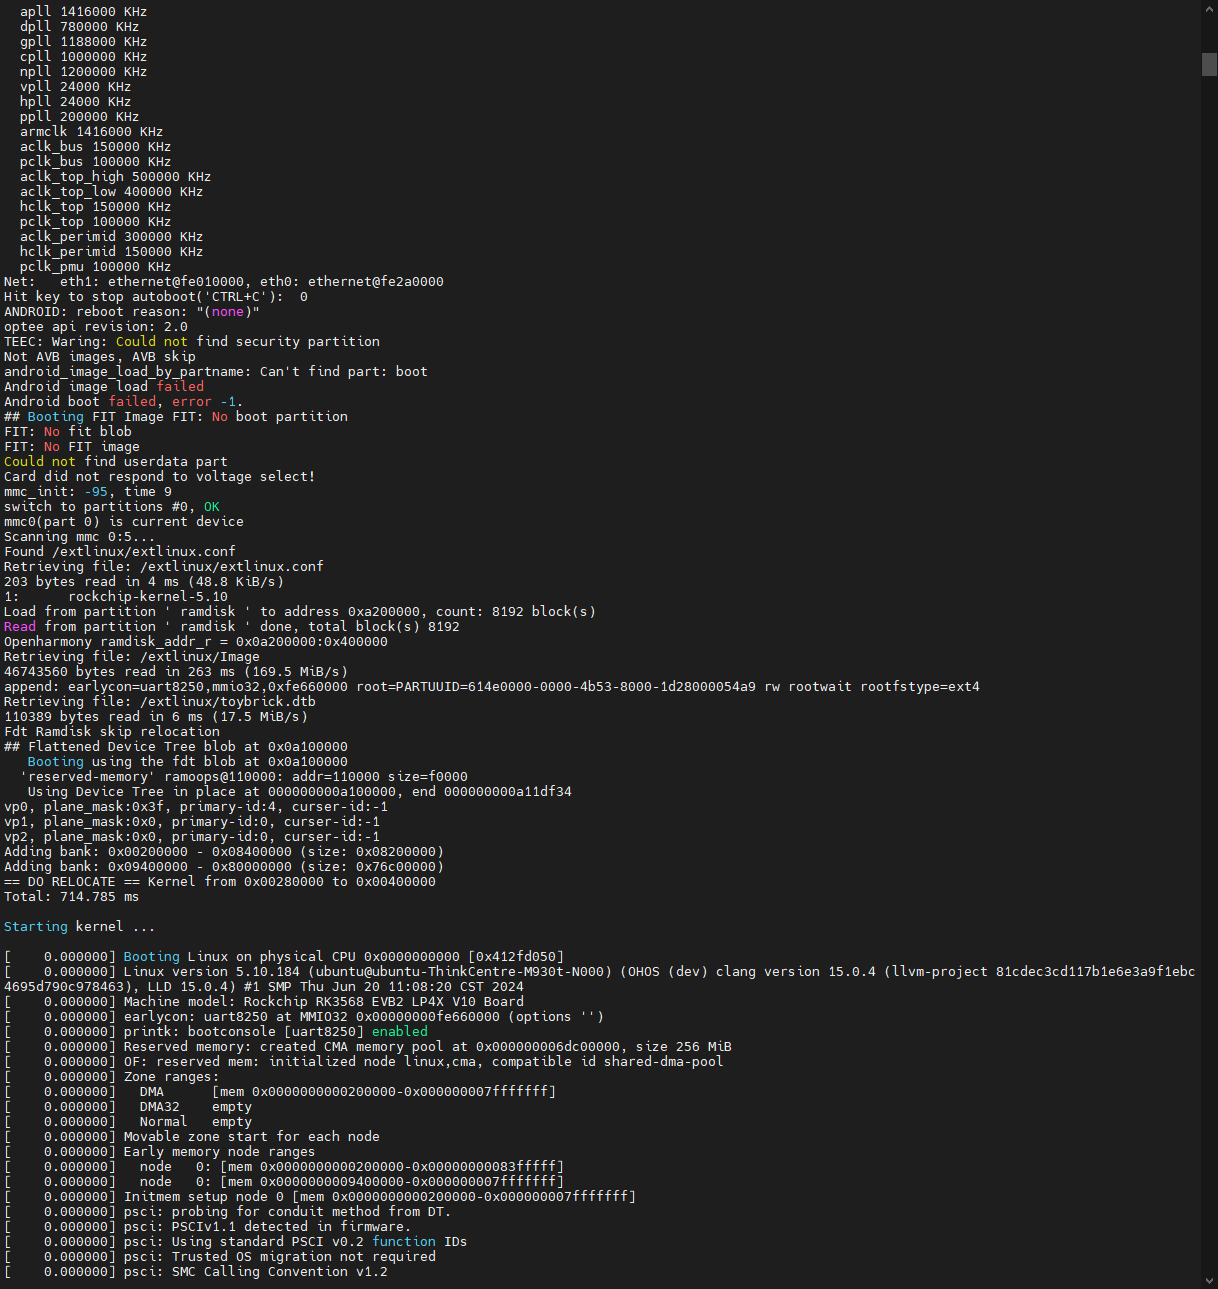 apll 1416000 KHz
dpll 780000 KHz
gpll 1188000 KHz
cpll 1000000 KHz
npll 1200000 KHz
vpll 24000 KHz
hpll 24000 KHz
ppll 200000 KHz
armclk 1416000 KHz
aclk_bus 150000 KHz
pclk_bus 100000 KHz
aclk_top_high 500000 KHz
aclk_top_low 400000 KHz
hclk_top 150000 KHz
pclk_top 100000 KHz
aclk_perimid 300000 KHz
hclk_perimid 150000 KHz
pclk_pmu 100000 KHz
Net:   eth1: ethernet@fe010000, eth0: ethernet@fe2a0000
Hit key to stop autoboot('CTRL+C'):  0
ANDROID: reboot reason: "(none)"
optee api revision: 2.0
TEEC: Waring: Could not find security partition
Not AVB images, AVB skip
android_image_load_by_partname: Can't find part: boot
Android image load failed
Android boot failed, error -1.
## Booting FIT Image FIT: No boot partition
FIT: No fit blob
FIT: No FIT image
Could not find userdata part
Card did not respond to voltage select!
mmc_init: -95, time 9
switch to partitions #0, OK
mmc0(part 0) is current device
Scanning mmc 0:5...
Found /extlinux/extlinux.conf
Retrieving file: /extlinux/extlinux.conf
203 bytes read in 4 ms (48.8 KiB/s)
1:      rockchip-kernel-5.10
Load from partition ' ramdisk ' to address 0xa200000, count: 8192 block(s)
Read from partition ' ramdisk ' done, total block(s) 8192
Openharmony ramdisk_addr_r = 0x0a200000:0x400000
Retrieving file: /extlinux/Image
46743560 bytes read in 263 ms (169.5 MiB/s)
append: earlycon=uart8250,mmio32,0xfe660000 root=PARTUUID=614e0000-0000-4b53-8000-1d28000054a9 rw rootwait rootfstype=ext4
Retrieving file: /extlinux/toybrick.dtb
110389 bytes read in 6 ms (17.5 MiB/s)
Fdt Ramdisk skip relocation
## Flattened Device Tree blob at 0x0a100000
   Booting using the fdt blob at 0x0a100000
  'reserved-memory' ramoops@110000: addr=110000 size=f0000
   Using Device Tree in place at 000000000a100000, end 000000000a11df34
vp0, plane_mask:0x3f, primary-id:4, curser-id:-1
vp1, plane_mask:0x0, primary-id:0, curser-id:-1
vp2, plane_mask:0x0, primary-id:0, curser-id:-1
Adding bank: 0x00200000 - 0x08400000 (size: 0x08200000)
Adding bank: 0x09400000 - 0x80000000 (size: 0x76c00000)
== DO RELOCATE == Kernel from 0x00280000 to 0x00400000
Total: 714.785 ms
Starting kernel ...
[    0.000000] Booting Linux on physical CPU 0x0000000000 [0x412fd050]
[    0.000000] Linux version 5.10.184 (ubuntu@ubuntu-ThinkCentre-M930t-N000) (OHOS (dev) clang version 15.0.4 (llvm-project 81cdec3cd117b1e6e3a9f1ebc
4695d790c978463), LLD 15.0.4) #1 SMP Thu Jun 20 11:08:20 CST 2024
[    0.000000] Machine model: Rockchip RK3568 EVB2 LP4X V10 Board
[    0.000000] earlycon: uart8250 at MMIO32 0x00000000fe660000 (options '')
[    0.000000] printk: bootconsole [uart8250] enabled
[    0.000000] Reserved memory: created CMA memory pool at 0x000000006dc00000, size 256 MiB
[    0.000000] OF: reserved mem: initialized node linux,cma, compatible id shared-dma-pool
[    0.000000] Zone ranges:
[    0.000000]   DMA      [mem 0x0000000000200000-0x000000007fffffff]
[    0.000000]   DMA32    empty
[    0.000000]   Normal   empty
[    0.000000] Movable zone start for each node
[    0.000000] Early memory node ranges
[    0.000000]   node   0: [mem 0x0000000000200000-0x00000000083fffff]
[    0.000000]   node   0: [mem 0x0000000009400000-0x000000007fffffff]
[    0.000000] Initmem setup node 0 [mem 0x0000000000200000-0x000000007fffffff]
[    0.000000] psci: probing for conduit method from DT.
[    0.000000] psci: PSCIv1.1 detected in firmware.
[    0.000000] psci: Using standard PSCI v0.2 function IDs
[    0.000000] psci: Trusted OS migration not required
[    0.000000] psci: SMC Calling Convention v1.2